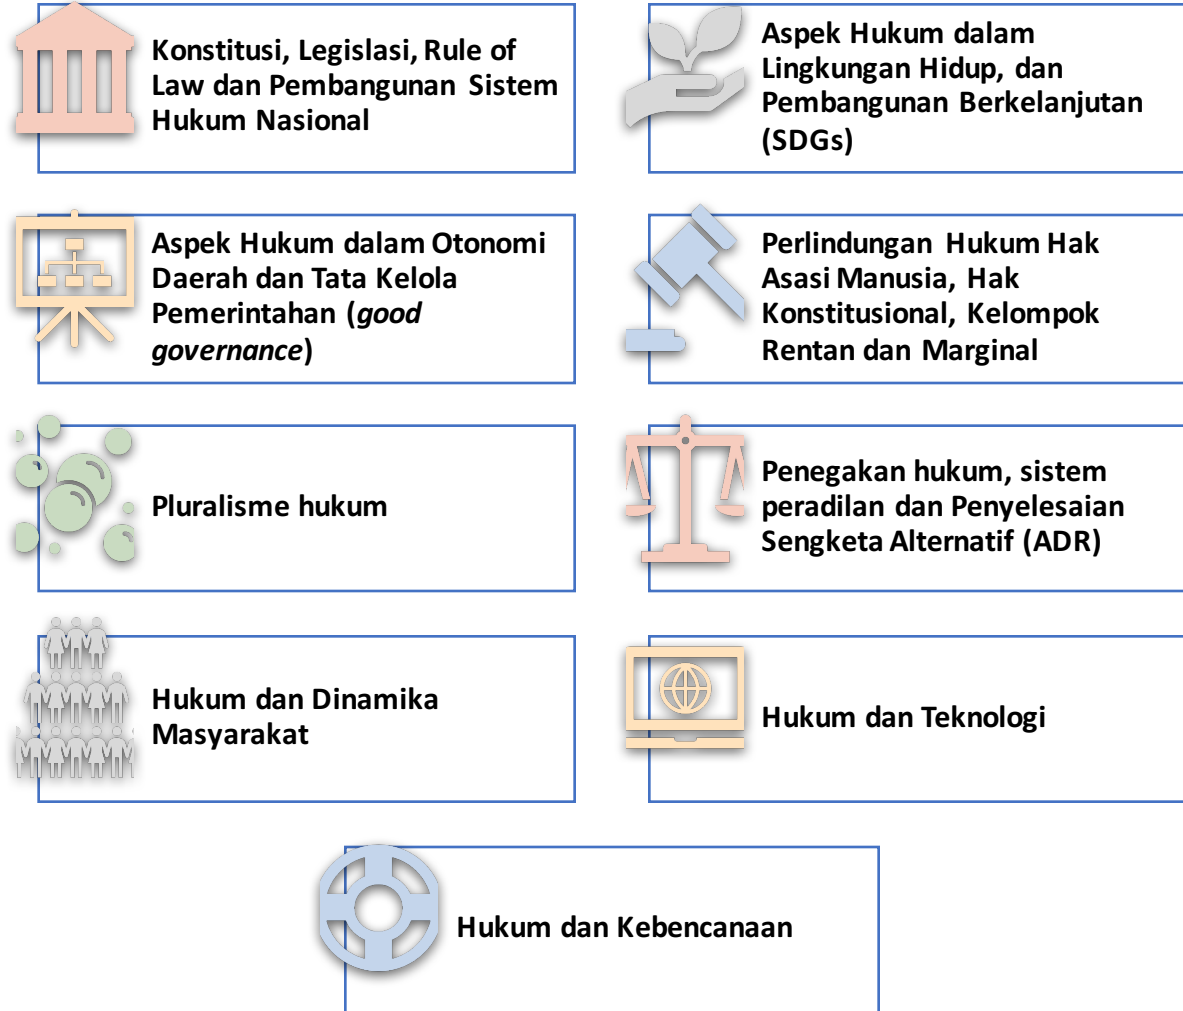 Konstitusi, Legislasi, Rule of
Law dan Pembangunan Sistem
Hukum Nasional
Aspek Hukum dalam
Lingkungan Hidup, dan
Pembangunan Berkelanjutan
(SDGs)
Aspek Hukum dalam Otonomi
Daerah dan Tata Kelola
Pemerintahan (good
governance)
Perlindungan Hukum Hak
Asasi Manusia, Hak
Konstitusional, Kelompok
Rentan dan Marginal
Pluralisme hukum
Penegakan hukum, sistem
peradilan dan Penyelesaian
Sengketa Alternatif (ADR)
Hukum dan Dinamika
Masyarakat
Hukum dan Teknologi
Hukum dan Kebencanaan